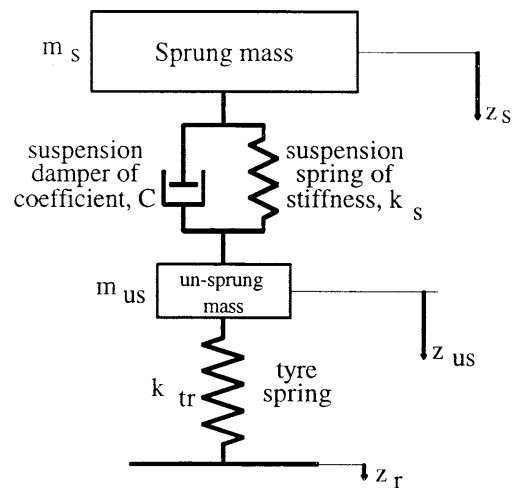 m s
Sprung mass
z s
suspension
damper of
coefficient, C
suspension
spring of
stiffness, k s
m us
un-sprung
mass
z us
k tr
tyre
spring
z r